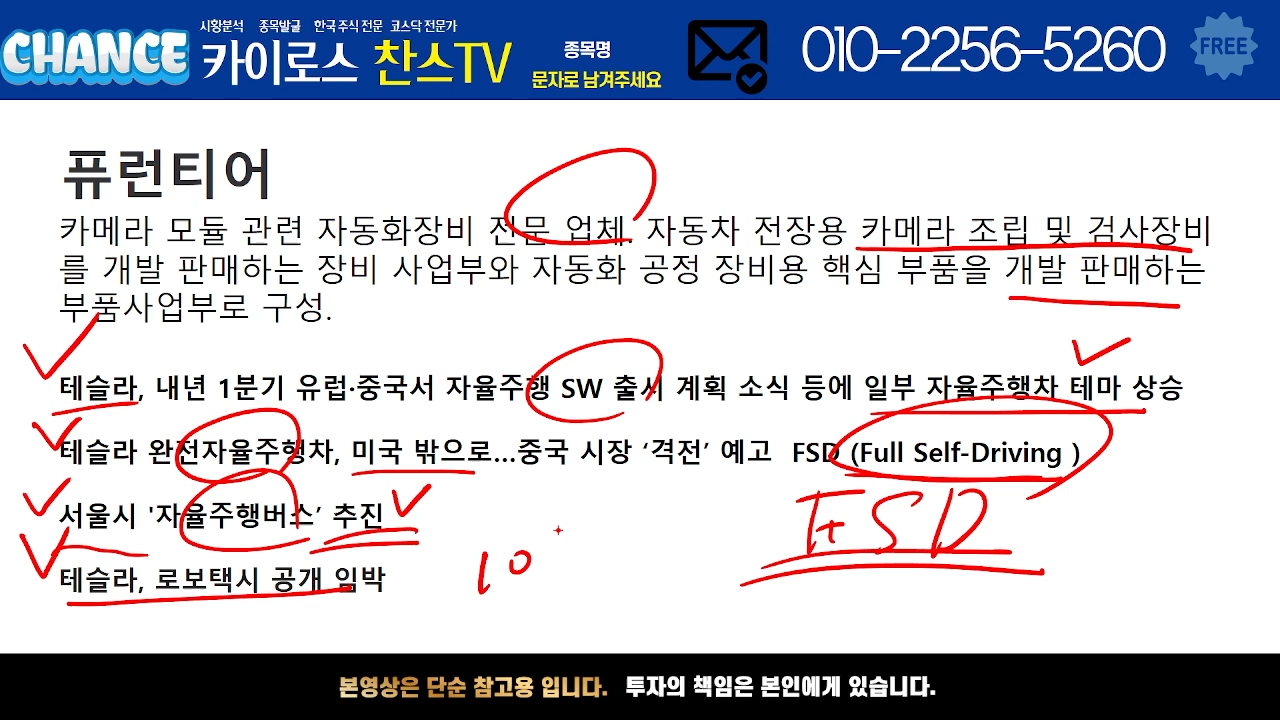 시황분석 종목발굴 한국 주식 전문 코스닥 전문가
CHANCE 카이로스 찬스TV
종목명
문자로 남겨주세요
010-2256-5260
FREE
퓨런티어
카메라 모듈 관련 자동화장비 전문 업체. 자동차 전장용 카메라 조립 및 검사장비
를 개발 판매하는 장비 사업부와 자동화 공정 장비용 핵심 부품을 개발 판매하는
부품사업부로 구성.
테슬라, 내년 1분기 유럽·중국서 자율주행 SW 출시 계획 소식 등에 일부 자율주행차 테마 상승
테슬라 완전자율주행차, 미국 밖으로...중국 시장 ‘격전’ 예고 FSD (Full Self-Driving )
서울시 '자율주행버스’ 추진
FSD
테슬라, 로보택시 공개 임박
10
본영상은 단순 참고용 입니다. 투자의 책임은 본인에게 있습니다.